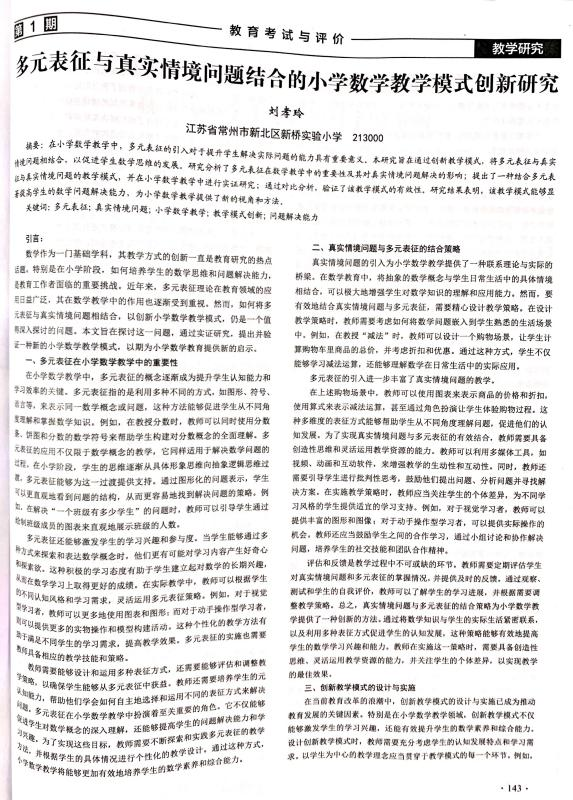 第 1 期
教育考试与评价
教学研究
多元表征与真实情境问题结合的小学数学教学模式创新研究
刘孝玲
江苏省常州市新北区新桥实验小学 213000
摘要：在小学数学教学中，多元表征的引入对于提升学生解决实际问题的能力具有重要意义。本研究旨在通过创新教学模式，将多元表征与真实
情境问题相结合，以促进学生数学思维的发展。研究分析了多元表征在数学教学中的重要性及其对真实情境问题解决的影响；提出了一种结合多元表
征与真实情境问题的教学模式，并在小学数学教学中进行实证研究；通过对比分析，验证了该教学模式的有效性。研究结果表明，该教学模式能够显
著提高学生的数学问题解决能力，为小学数学教学提供了新的视角和方法。
关键词：多元表征；真实情境问题；小学数学教学；教学模式创新；问题解决能力
引言：
数学作为一门基础学科，其教学方式的创新一直是教育研究的热点
话题。特别是在小学阶段，如何培养学生的数学思维和问题解决能力，
是教育工作者面临的重要挑战。近年来，多元表征理论在教育领域的应
用日益广泛，其在数学教学中的作用也逐渐受到重视。然而，如何将多
元表征与真实情境问题相结合，以创新小学数学教学模式，仍是一个值
得深入探讨的问题。本文旨在探讨这一问题，通过实证研究，提出并验
证一种新的小学数学教学模式，以期为小学数学教育提供新的启示。
一、多元表征在小学数学教学中的重要性
在小学数学教学中，多元表征的概念逐渐成为提升学生认知能力和
学习效率的关键。多元表征指的是利用多种不同的方式，如图形、符号、
语言等，来表示同一数学概念或问题，这种方法能够促进学生从不同角
度理解和掌握数学知识。例如，在教授分数时，教师可以同时使用分数
条、饼图和分数的数学符号来帮助学生构建对分数概念的全面理解。多
元表征的应用不仅限于数学概念的教学，它同样适用于解决数学问题的
过程。在小学阶段，学生的思维逐渐从具体形象思维向抽象逻辑思维过
渡，多元表征能够为这一过渡提供支持。通过图形化的问题表示，学生
可以更直观地看到问题的结构，从而更容易地找到解决问题的策略。例
如，在解决“一个班级有多少学生”的问题时，教师可以引导学生通过
绘制班级成员的图表来直观地展示班级的人数。
多元表征还能够激发学生的学习兴趣和参与度。当学生能够通过多
种方式来探索和表达数学概念时，他们更有可能对学习内容产生好奇心
和探索欲。这种积极的学习态度有助于学生建立起对数学的长期兴趣，
从而在数学学习上取得更好的成绩。在实际教学中，教师可以根据学生
的不同认知风格和学习需求，灵活运用多元表征策略。例如，对于视觉
型学习者，教师可以更多地使用图表和图形；而对于动手操作型学习者，
则可以提供更多的实物操作和模型构建活动。这种个性化的教学方法有
助于满足不同学生的学习需求，提高教学效果。多元表征的实施也需要
教师具备相应的教学技能和策略。
教师需要能够设计和运用多种表征方式，还需要能够评估和调整教
学策略，以确保学生能够从多元表征中获益。教师还需要培养学生的元
认知能力，帮助他们学会如何自主地选择和运用不同的表征方式来解决
问题。多元表征在小学数学教学中扮演着至关重要的角色。它不仅能够
促进学生对数学概念的深入理解，还能够提高学生的问题解决能力和学
习兴趣。为了实现这些目标，教师需要不断探索和实践多元表征的教学
方法，并根据学生的具体情况进行个性化的教学设计，通过这种方式，
小学数学教学将能够更加有效地培养学生的数学素养和综合能力。
二、真实情境问题与多元表征的结合策略
真实情境问题的引入为小学数学教学提供了一种联系理论与实际的
桥梁。在数学教育中，将抽象的数学概念与学生日常生活中的具体情境
相结合，可以极大地增强学生对数学知识的理解和应用能力。然而，要
有效地结合真实情境问题与多元表征，需要精心设计教学策略。在设计
教学策略时，教师需要考虑如何将数学问题嵌入到学生熟悉的生活场景
中。例如，在教授“减法”时，教师可以设计一个购物场景，让学生计
算购物车里商品的总价，并考虑折扣和优惠。通过这种方式，学生不仅
能够学习减法运算，还能够理解数学在日常生活中的实际应用。
多元表征的引入进一步丰富了真实情境问题的教学。
在上述购物场景中，教师可以使用图表来演示商品的价格和折扣，
使用算式来表示减法运算，甚至通过角色扮演让学生体验购物过程。这
种多维度的表征方式能够帮助学生从不同角度理解问题，促进他们的认
知发展。为了实现真实情境问题与多元表征的有效结合，教师需要具备
创造性思维和灵活运用教学资源的能力。教师可以利用多媒体工具，如
视频、动画和互动软件，来增强教学的生动性和互动性。同时，教师还
需要引导学生进行批判性思考，鼓励他们提出问题、分析问题并寻找解
决方案。在实施教学策略时，教师应当关注学生的个体差异，为不同学
习风格的学生提供适宜的学习支持。例如，对于视觉学习者，教师可以
提供丰富的图形和图像；对于动手操作型学习者，可以提供实际操作的
机会。教师还应当鼓励学生之间的合作学习，通过小组讨论和协作解决
问题，培养学生的社交技能和团队合作精神。
评估和反馈是教学过程中不可或缺的环节。教师需要定期评估学生
对真实情境问题和多元表征的掌握情况，并提供及时的反馈。通过观察、
测试和学生的自我评价，教师可以了解学生的学习进展，并根据需要调
整教学策略。总之，真实情境问题与多元表征的结合策略为小学数学教
学提供了一种创新的方法。通过将数学知识与学生的实际生活紧密联系，
以及利用多种表征方式促进学生的认知发展，这种策略能够有效地提高
学生的数学学习兴趣和能力。教师在实施这一策略时，需要具备创造性
思维、灵活运用教学资源的能力，并关注学生的个体差异，以实现教学
的最佳效果。
三、创新教学模式的设计与实施
在当前教育改革的浪潮中，创新教学模式的设计与实施已成为推动
教育发展的关键因素。特别是在小学数学教学领域，创新教学模式不仅
能够激发学生的学习兴趣，还能有效提升学生的数学素养和综合能力。
设计创新教学模式时，教师需要充分考虑学生的认知发展特点和学习需
求。以学生为中心的教学理念应当贯穿于教学模式的每一个环节。例如，
· 143 ·